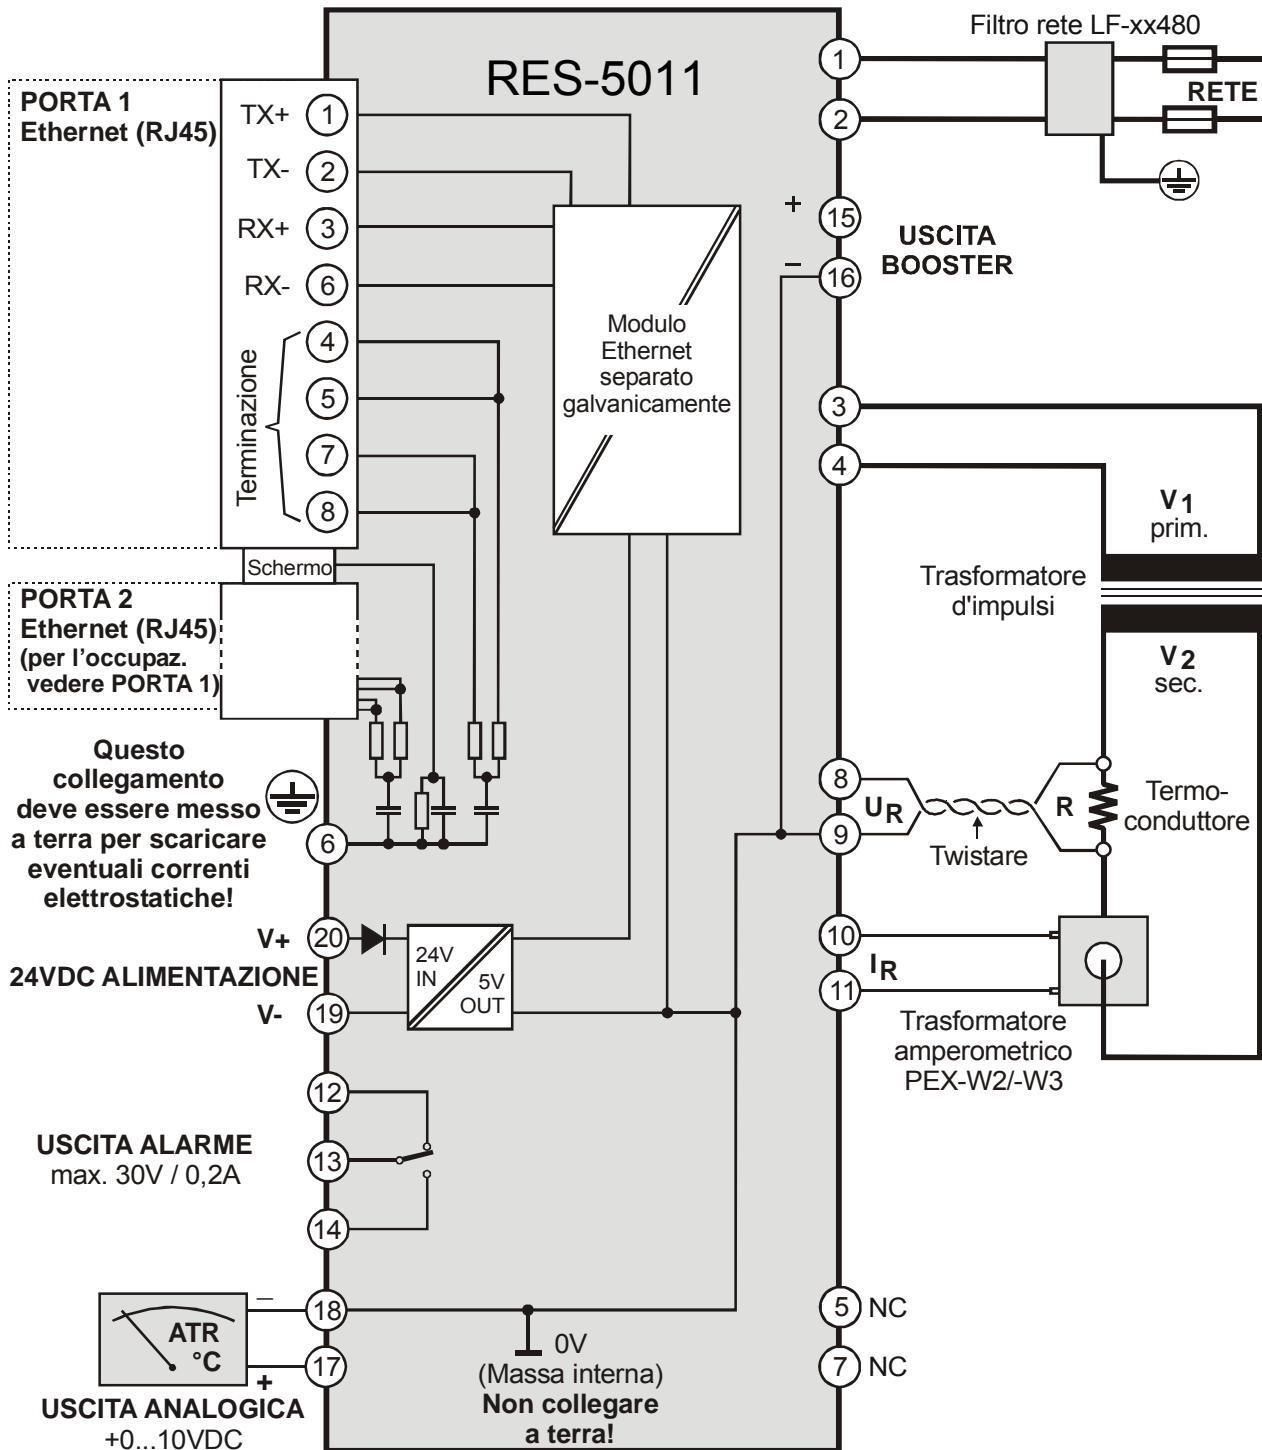 RES-5011
Filtro rete LF-xx480
RETE
PORTA 1
Ethernet (RJ45)
TX+ 1
TX- 2
RX+ 3
RX- 6
4
5
7
8
Terminazione
Schermo
PORTA 2
Ethernet (RJ45)
(per l'occupaz.
vedere PORTA 1)
Modulo
Ethernet
separato
galvanicamente
1
2
+ 15
– 16
USCITA
BOOSTER
3
4
V1
prim.
Trasformatore
d'impulsi
V2
sec.
Questo
collegamento
deve essere messo
a terra per scaricare
eventuali correnti
elettrostatiche!
6
8
9
UR
R
Twistare
Termo-
conduttore
10
11
IR
Trasformatore
amperometrico
PEX-W2/-W3
V+ 20
24VDC ALIMENTAZIONE
V- 19
24V
IN
5V
OUT
12
13
14
USCITA ALARME
max. 30V / 0,2A
– 18
+ 17
ATR
°C
USCITA ANALOGICA
+0...10VDC
0V
(Massa interna)
Non collegare
a terra!
5 NC
7 NC